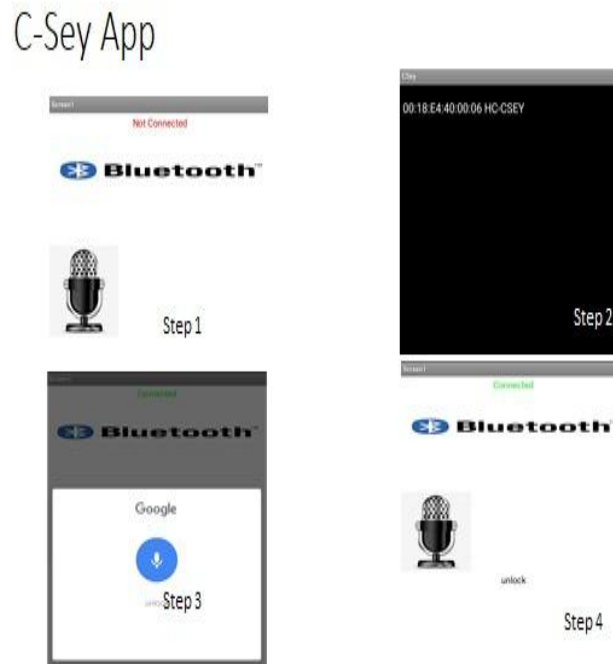 C-Sey App
Screen1
Not Connected
Bluetooth™
Step 1
CSey
00:18:E4:40:00:06 HC-CSEY
Step 2
Connected
Bluetooth
Google
Step 3
Screen1
Connected
Bluetooth
unlock
Step 4